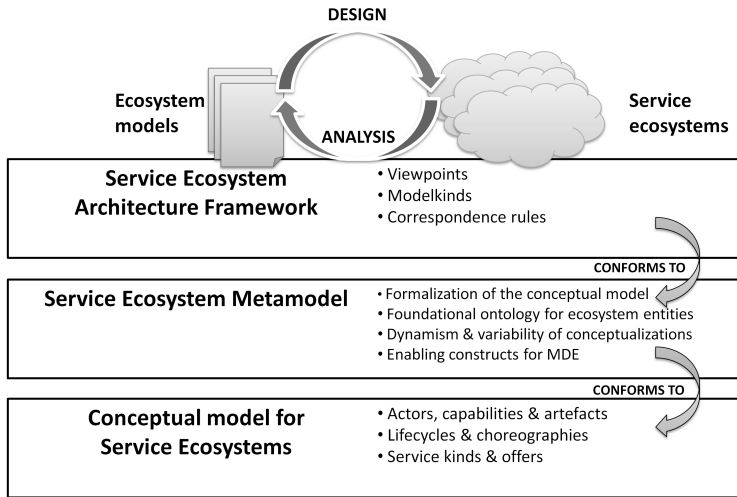 DESIGN
Ecosystem
models
ANALYSIS
Service
ecosystems
Service Ecosystem
Architecture Framework
• Viewpoints
• Modelkinds
• Correspondence rules
CONFORMS TO
Service Ecosystem Metamodel
• Formalization of the conceptual model
• Foundational ontology for ecosystem entities
• Dynamism & variability of conceptualizations
• Enabling constructs for MDE
CONFORMS TO
Conceptual model for
Service Ecosystems
• Actors, capabilities & artefacts
• Lifecycles & choreographies
• Service kinds & offers